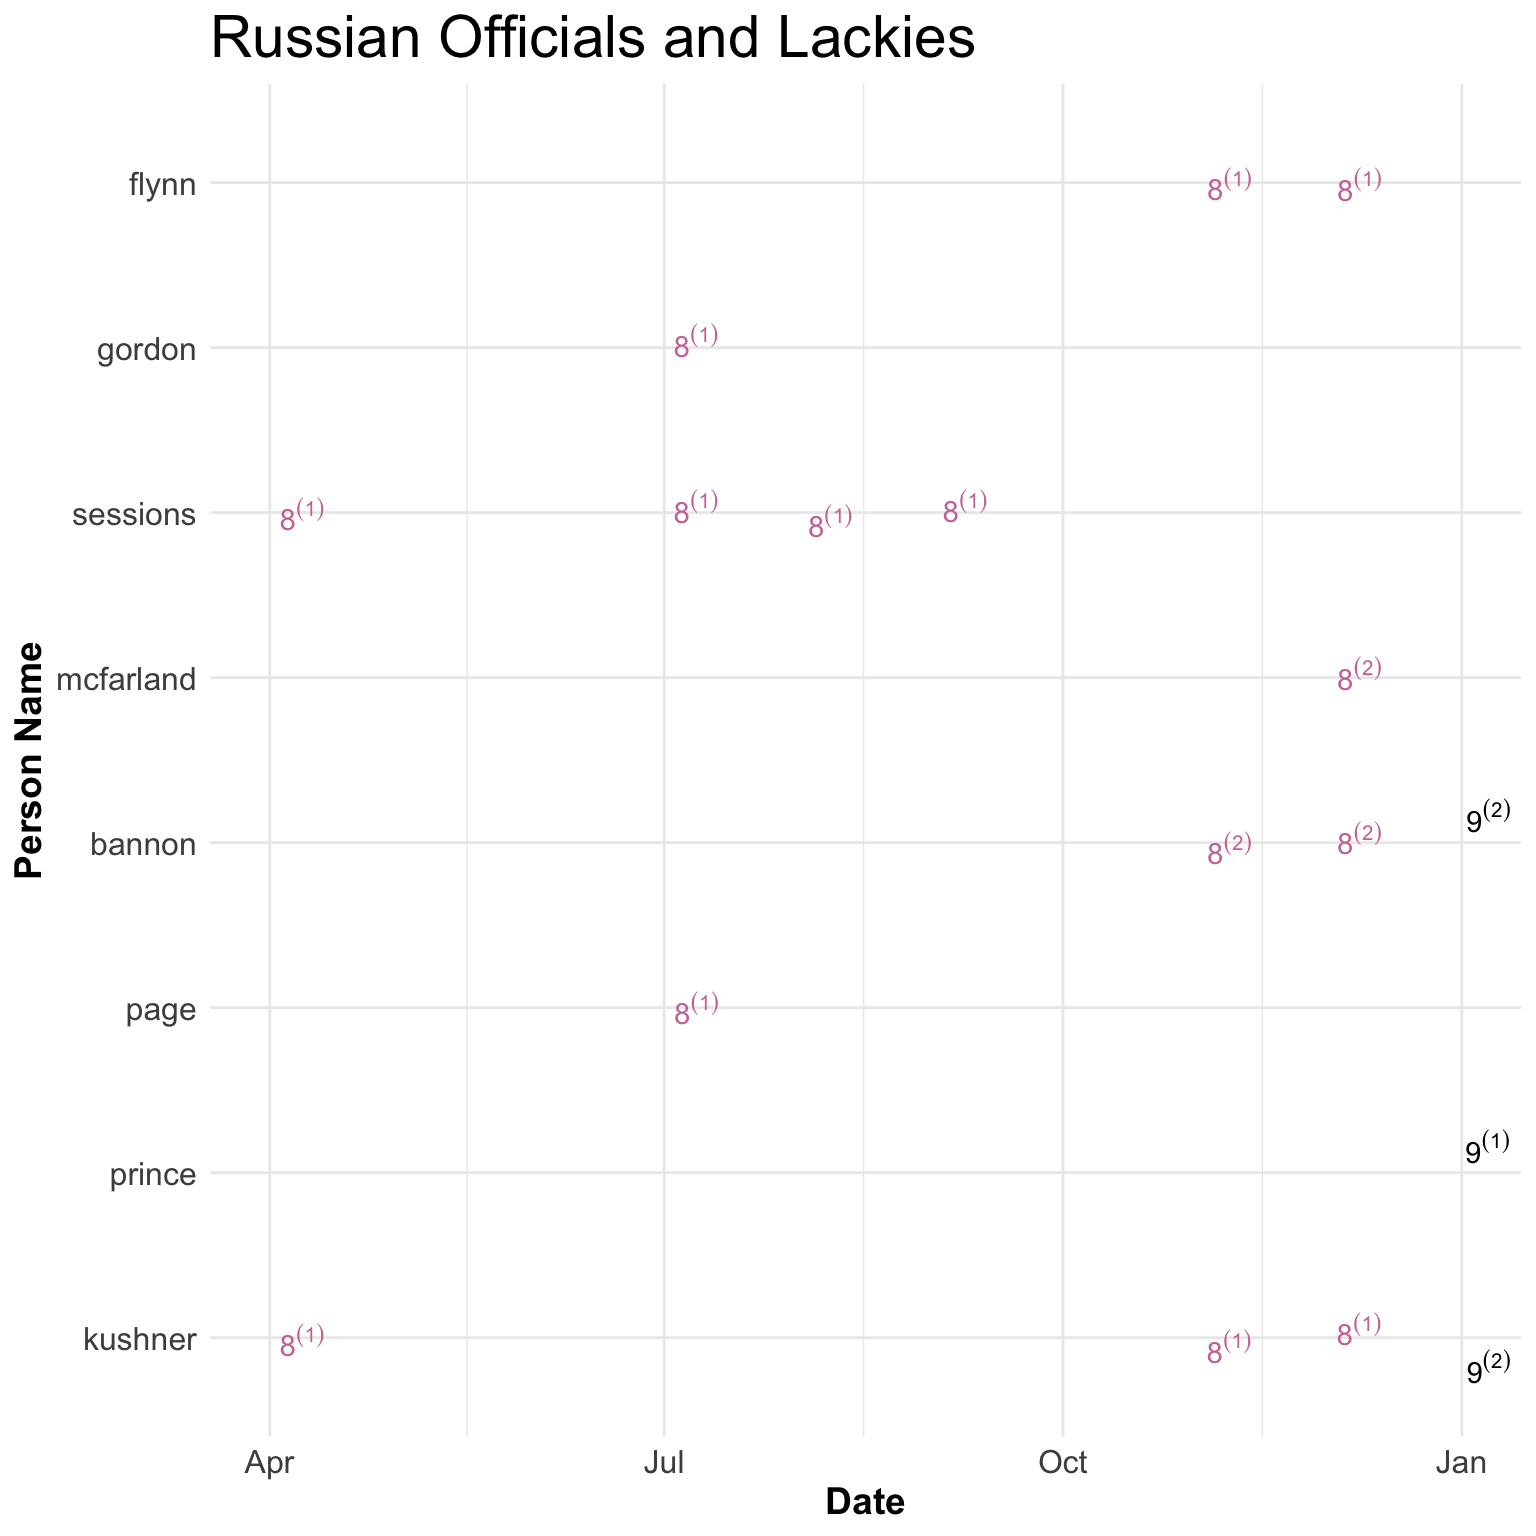 Russian Officials and Lackies
flynn 8(1) 8(1)
gordon 8(1)
sessions 8(1) 8(1) 8(1) 8(1)
mcfarland 8(2)
bannon 8(2) 8(2) 9(2)
page 8(1)
prince 9(1)
kushner 8(1) 8(1) 8(1) 9(2)
Person Name
Apr Jul Oct Jan
Date